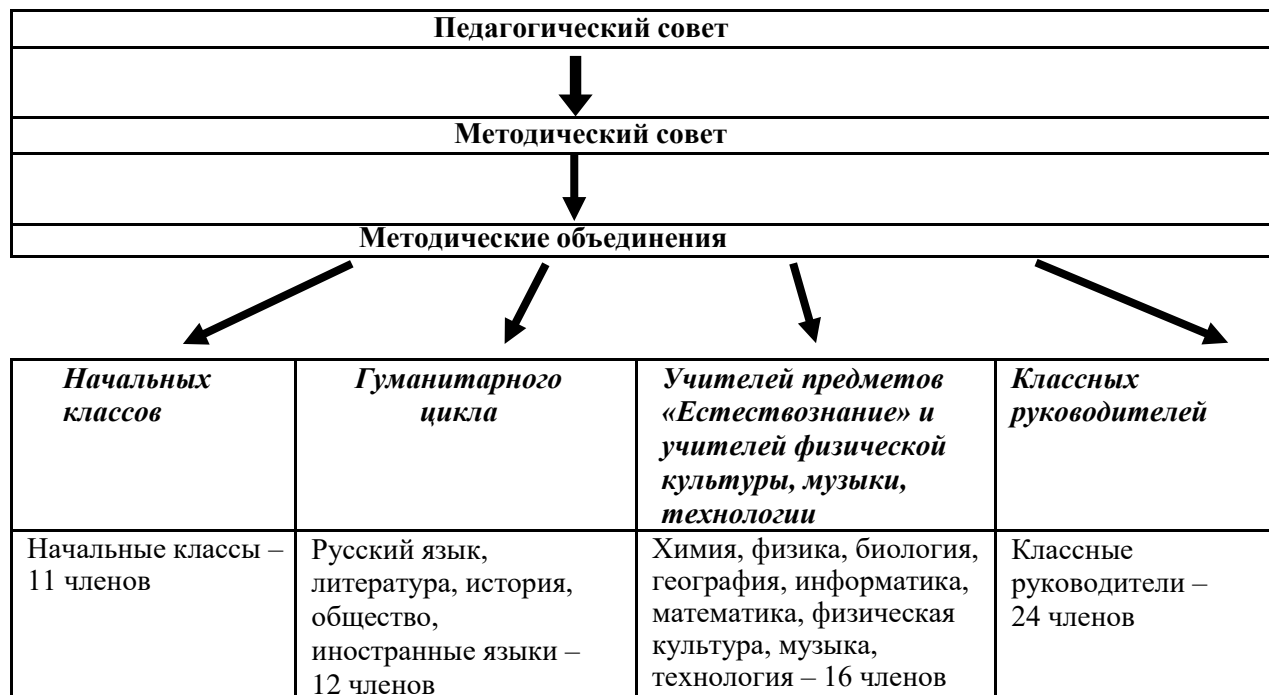 Педагогический совет
Методический совет
Методические объединения
Начальных
классов
Гуманитарного
цикла
Учителей предметов
«Естествознание» и
учителей физической
культуры, музыки,
технологии
Классных
руководителей
Начальные классы –
11 членов
Русский язык,
литература, история,
общество,
иностранные языки –
12 членов
Химия, физика, биология,
география, информатика,
математика, физическая
культура, музыка,
технология – 16 членов
Классные
руководители –
24 членов